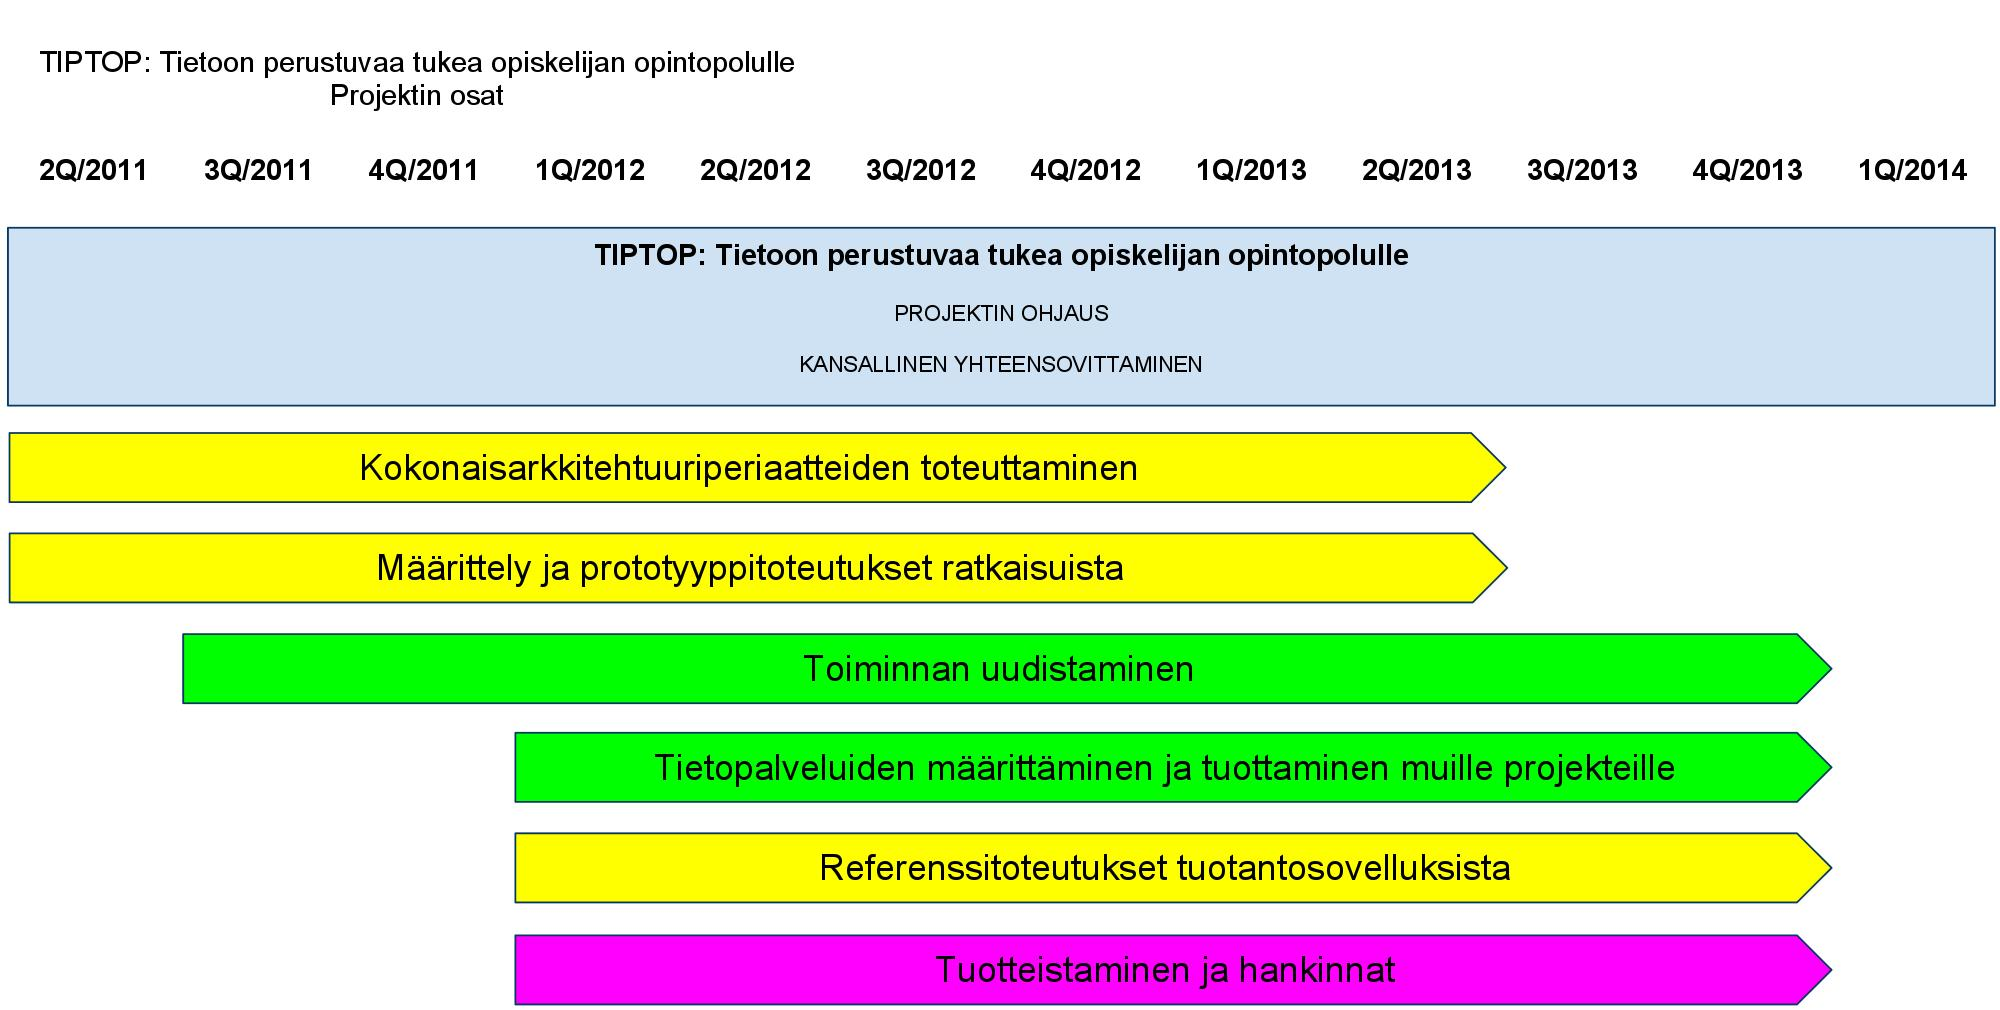 TIPTOP: Tietoon perustuvaa tukea opiskelijan opintopolulle
Projektin osat
2Q/2011 3Q/2011 4Q/2011 1Q/2012 2Q/2012 3Q/2012 4Q/2012 1Q/2013 2Q/2013 3Q/2013 4Q/2013 1Q/2014
TIPTOP: Tietoon perustuvaa tukea opiskelijan opintopolulle
PROJEKTIN OHJAUS
KANSALLINEN YHTEENSOVITTAMINEN
Kokonaisarkkitehtuuriperiaatteiden toteuttaminen
Määrittely ja prototyyppitoteutukset ratkaisuista
Toiminnan uudistaminen
Tietopalveluiden määrittäminen ja tuottaminen muille projekteille
Referenssitoteutukset tuotantosovelluksista
Tuotteistaminen ja hankinnat